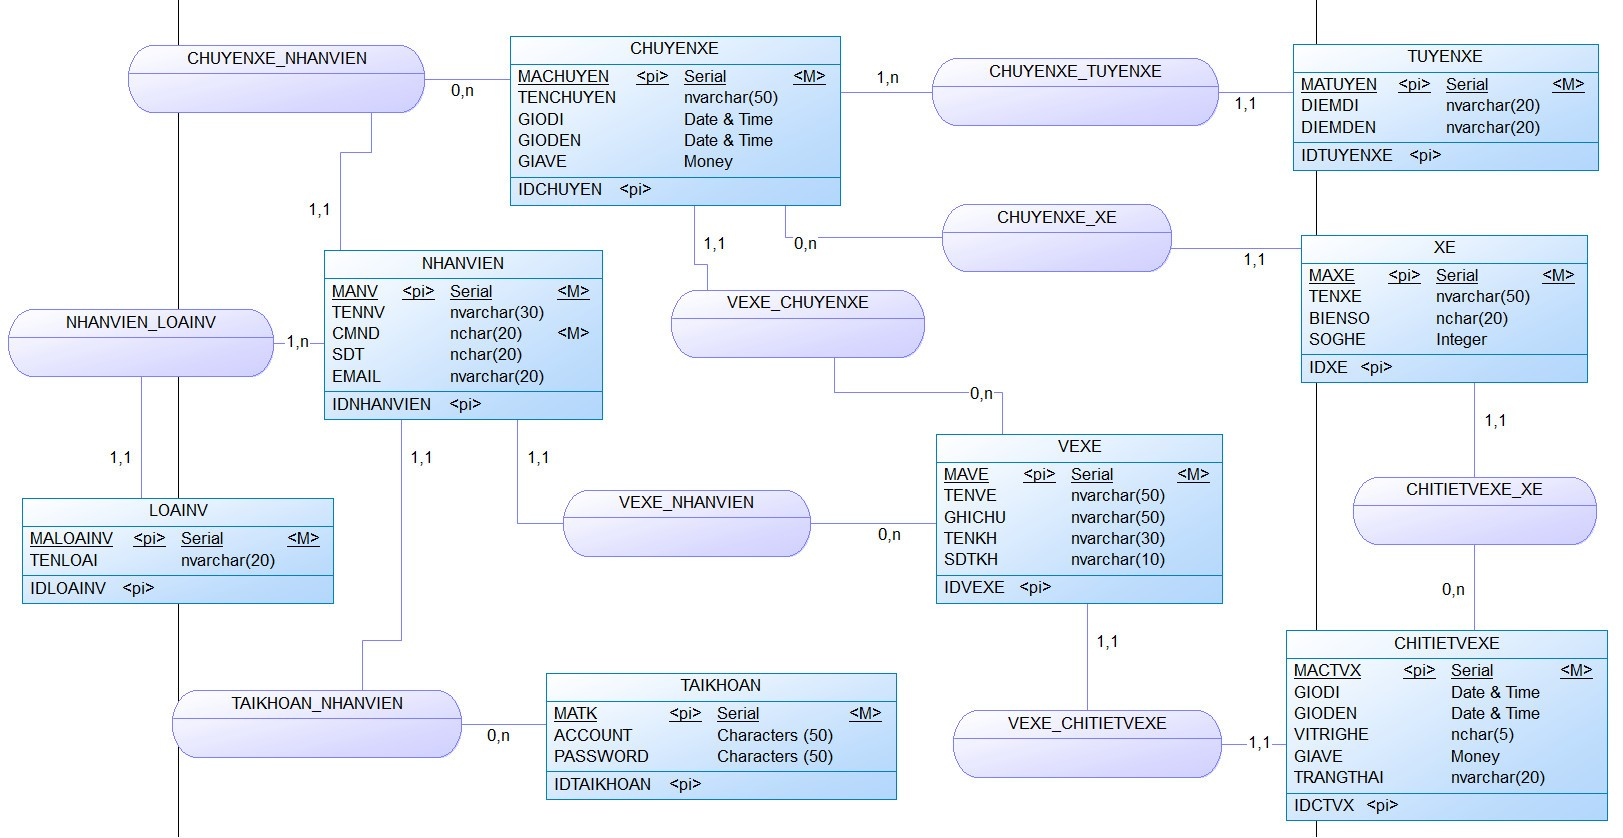 CHUYENXE_NHANVIEN
0,n
CHUYENXE
MACHUYEN <pi> Serial <M>
TENCHUYEN nvarchar(50)
GIODI Date & Time
GIODEN Date & Time
GIAVE Money
IDCHUYEN <pi>
1,n
CHUYENXE_TUYENXE
1,1
TUYENXE
MATUYEN <pi> Serial <M>
DIEMDI nvarchar(20)
DIEMDEN nvarchar(20)
IDTUYENXE <pi>
1,1
1,1
0,n
CHUYENXE_XE
1,1
XE
MAXE <pi> Serial <M>
TENXE nvarchar(50)
BIENSO nchar(20)
SOGHE Integer
IDXE <pi>
NHANVIEN
MANV <pi> Serial <M>
TENNV nvarchar(30)
CMND nchar(20) <M>
SDT nchar(20)
EMAIL nvarchar(20)
IDNHANVIEN <pi>
NHANVIEN_LOAINV
1,n
VEXE_CHUYENXE
0,n
1,1
1,1
1,1
1,1
LOAINV
MALOAINV <pi> Serial <M>
TENLOAI nvarchar(20)
IDLOAINV <pi>
VEXE_NHANVIEN
0,n
VEXE
MAVE <pi> Serial <M>
TENVE nvarchar(50)
GHICHU nvarchar(50)
TENKH nvarchar(30)
SDTKH nvarchar(10)
IDVEXE <pi>
CHITIETVEXE_XE
0,n
1,1
TAIKHOAN_NHANVIEN
0,n
TAIKHOAN
MATK <pi> Serial <M>
ACCOUNT Characters (50)
PASSWORD Characters (50)
IDTAIKHOAN <pi>
VEXE_CHITIETVEXE
1,1
CHITIETVEXE
MACTVX <pi> Serial <M>
GIODI Date & Time
GIODEN Date & Time
VITRIGHE nchar(5)
GIAVE Money
TRANGTHAI nvarchar(20)
IDCTVX <pi>